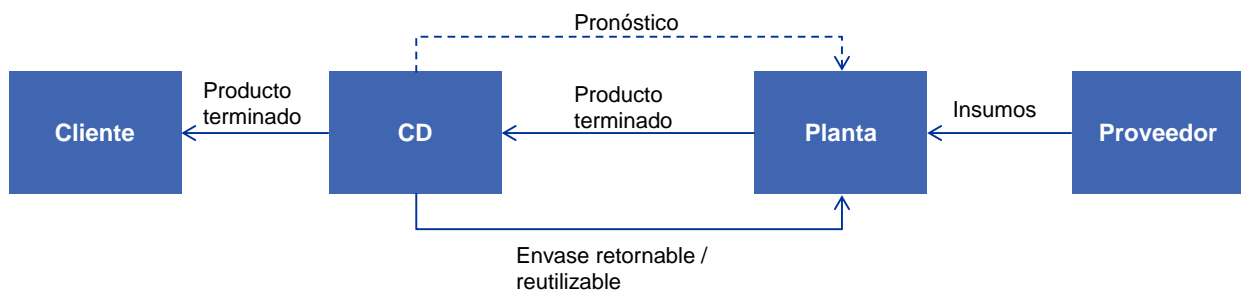 Pronóstico
Cliente
Producto
terminado
CD
Producto
terminado
Planta
Insumos
Proveedor
Envase retornable /
reutilizable